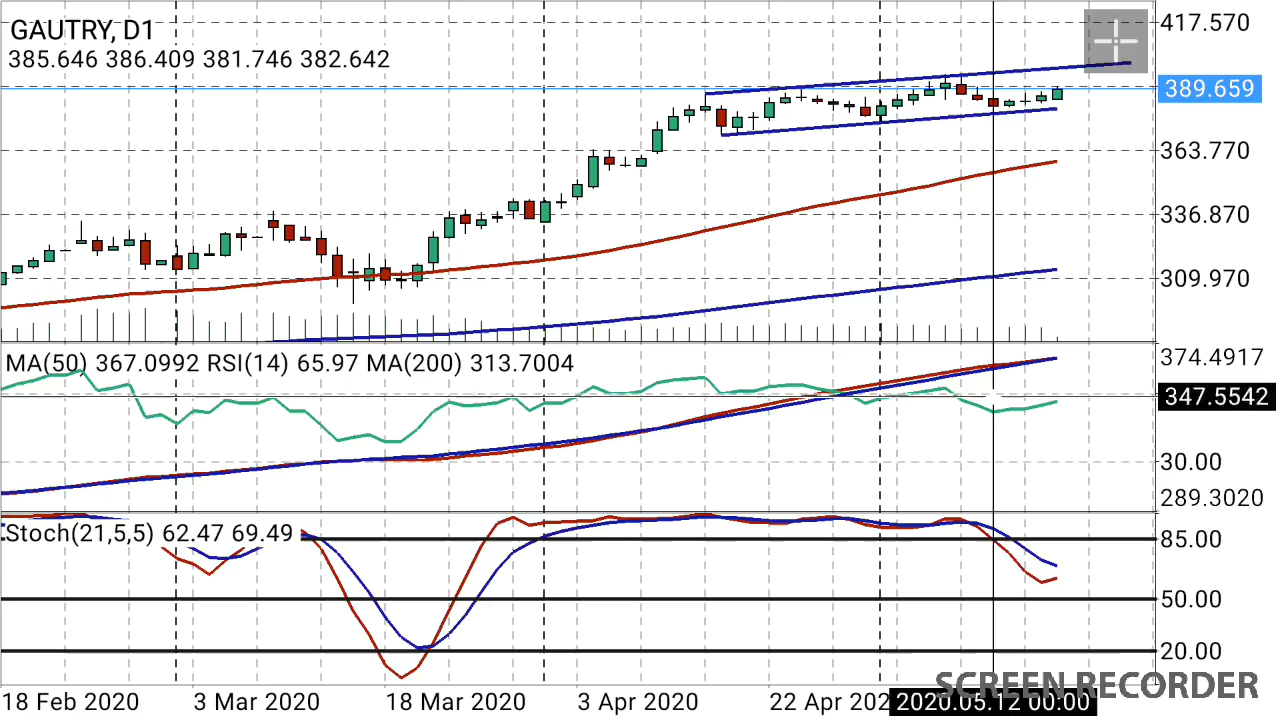 GAUTRY, D1
385.646 386.409 381.746 382.642
417.570
389.659
363.770
336.870
309.970
MA(50) 367.0992 RSI(14) 65.97 MA(200) 313.7004
374.4917
347.5542
30.00
289.3020
Stoch(21,5,5) 62.47 69.49
85.00
50.00
20.00
18 Feb 2020 3 Mar 2020 18 Mar 2020 3 Apr 2020 22 Apr 202 2020.05.12 00:00
SCREEN RECORDER